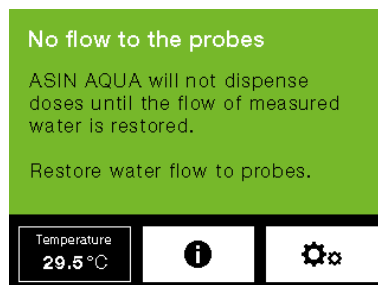 No flow to the probes
ASIN AQUA will not dispense
doses until the flow of measured
water is restored.
Restore water flow to probes.
Temperature
29.5°C
i